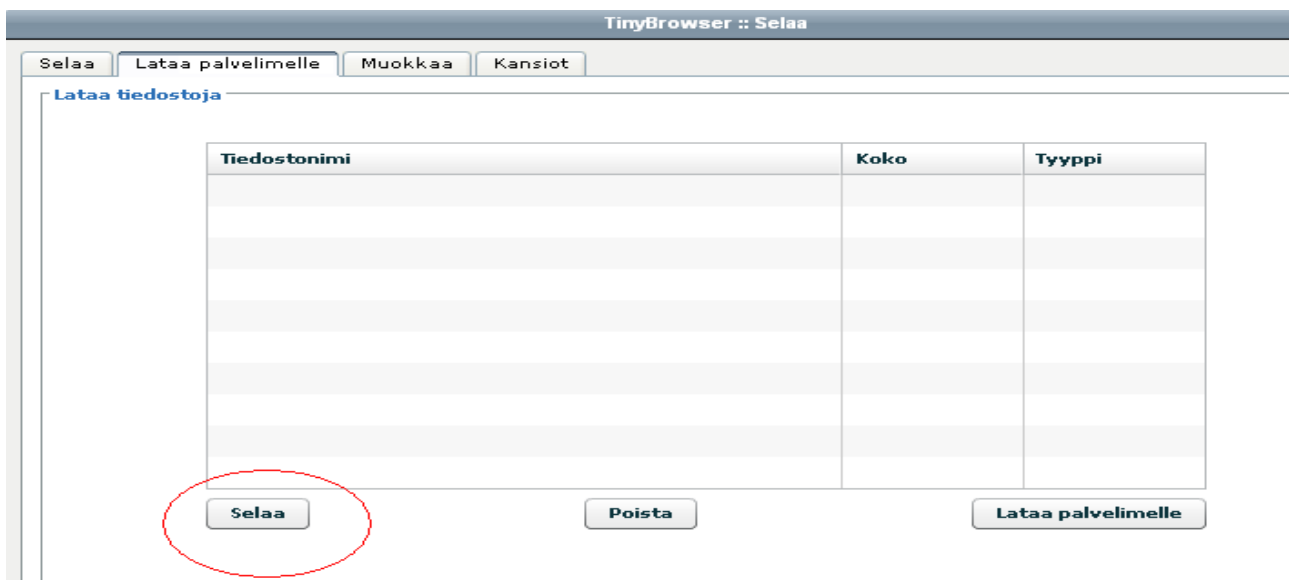 TinyBrowser :: Selaa
Selaa Lataa palvelimelle Muokkaa Kansiot
Lataa tiedostoja
Tiedostonimi Koko Tyyppi
Selaa Poista Lataa palvelimelle